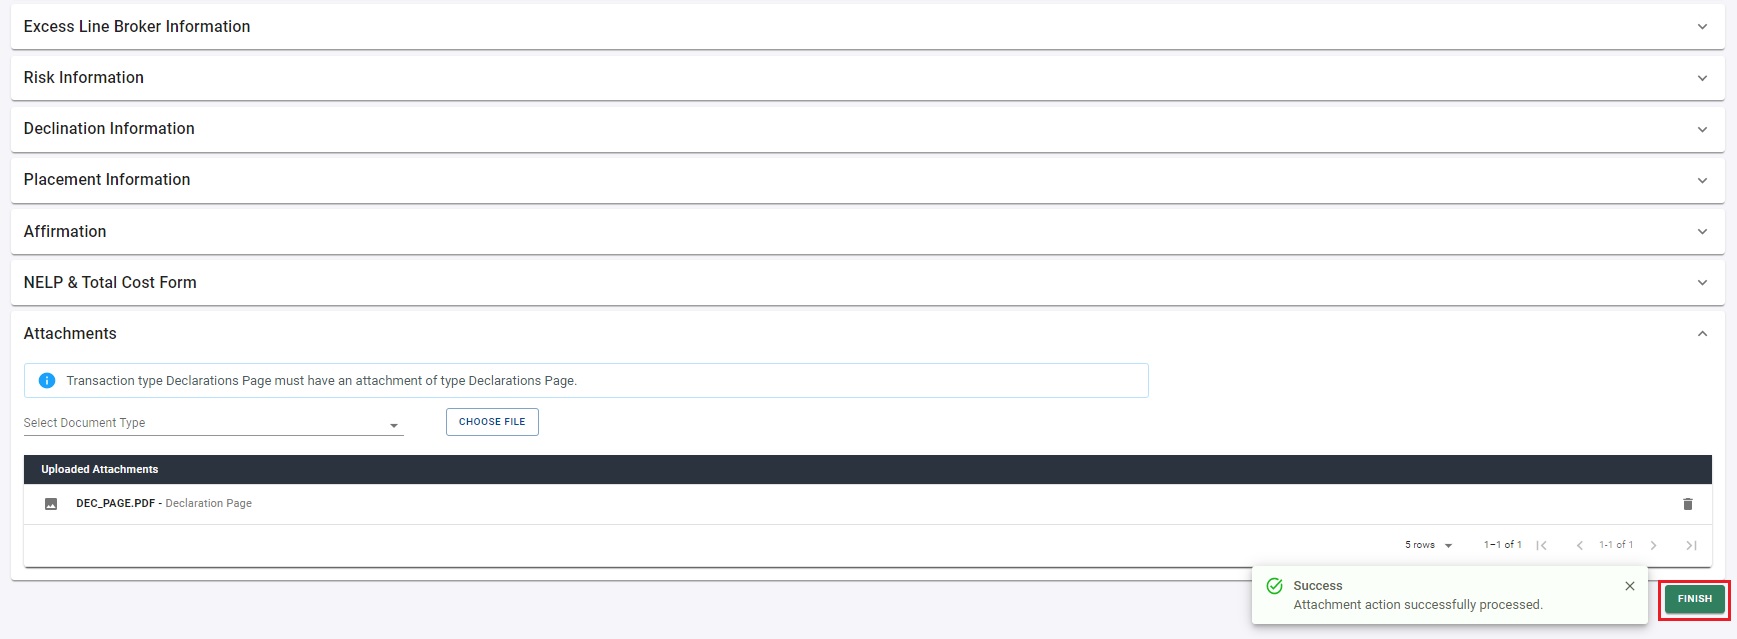 Excess Line Broker Information
Risk Information
Declination Information
Placement Information
Affirmation
NELP & Total Cost Form
Attachments
Transaction type Declarations Page must have an attachment of type Declarations Page.
Select Document Type
CHOOSE FILE
Uploaded Attachments
DEC_PAGE.PDF - Declaration Page
5 rows 1–1 of 1 1-1 of 1
Success
Attachment action successfully processed.
FINISH